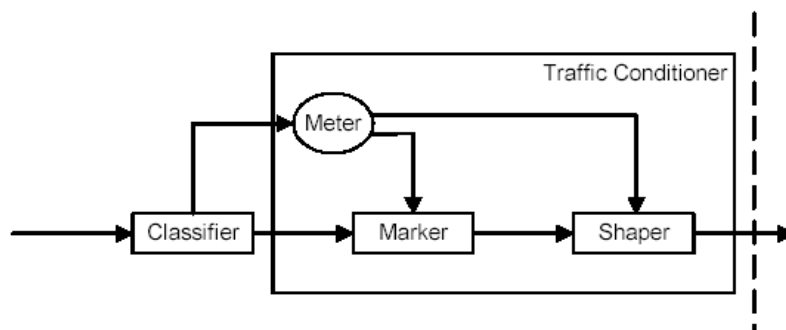 Traffic Conditioner
Meter
Classifier
Marker
Shaper